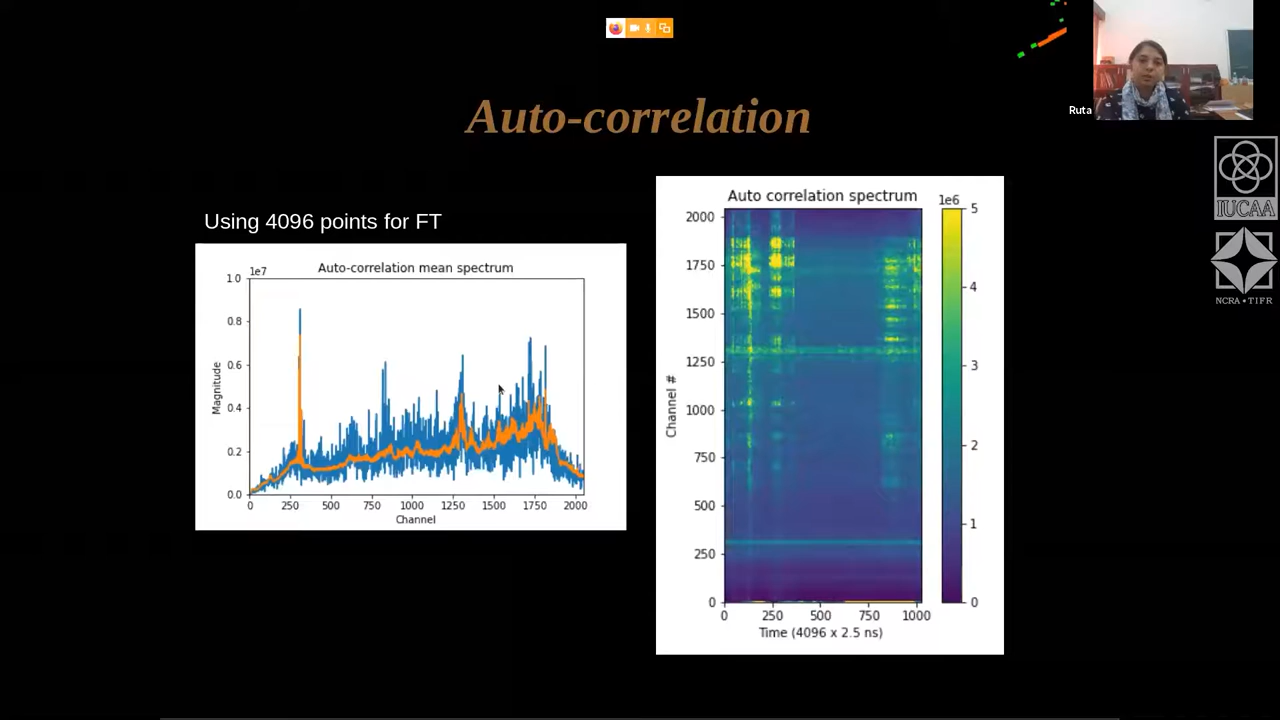 Auto-correlation
Ruta
IUCAA
NCRA•TIFR
Using 4096 points for FT
Auto-correlation mean spectrum
1e7
1.0
0.8
0.6
0.4
0.2
0.0
Magnitude
0 250 500 750 1000 1250 1500 1750 2000
Channel
Auto correlation spectrum
1e6
2000
1750
1500
1250
1000
750
500
250
0
Channel #
0 250 500 750 1000
Time (4096 x 2.5 ns)
5
4
3
2
1
0